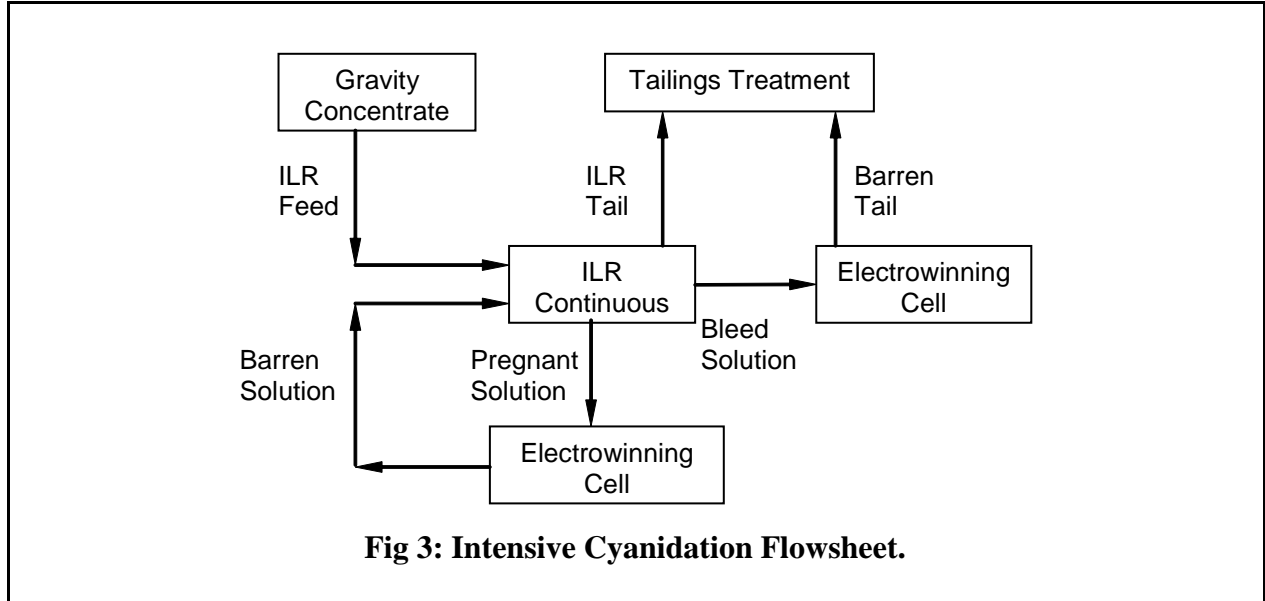 Gravity
Concentrate
Tailings Treatment
ILR
Feed
ILR
Tail
Barren
Tail
ILR
Continuous
Electrowinning
Cell
Bleed
Solution
Barren
Solution
Pregnant
Solution
Electrowinning
Cell
Fig 3: Intensive Cyanidation Flowsheet.